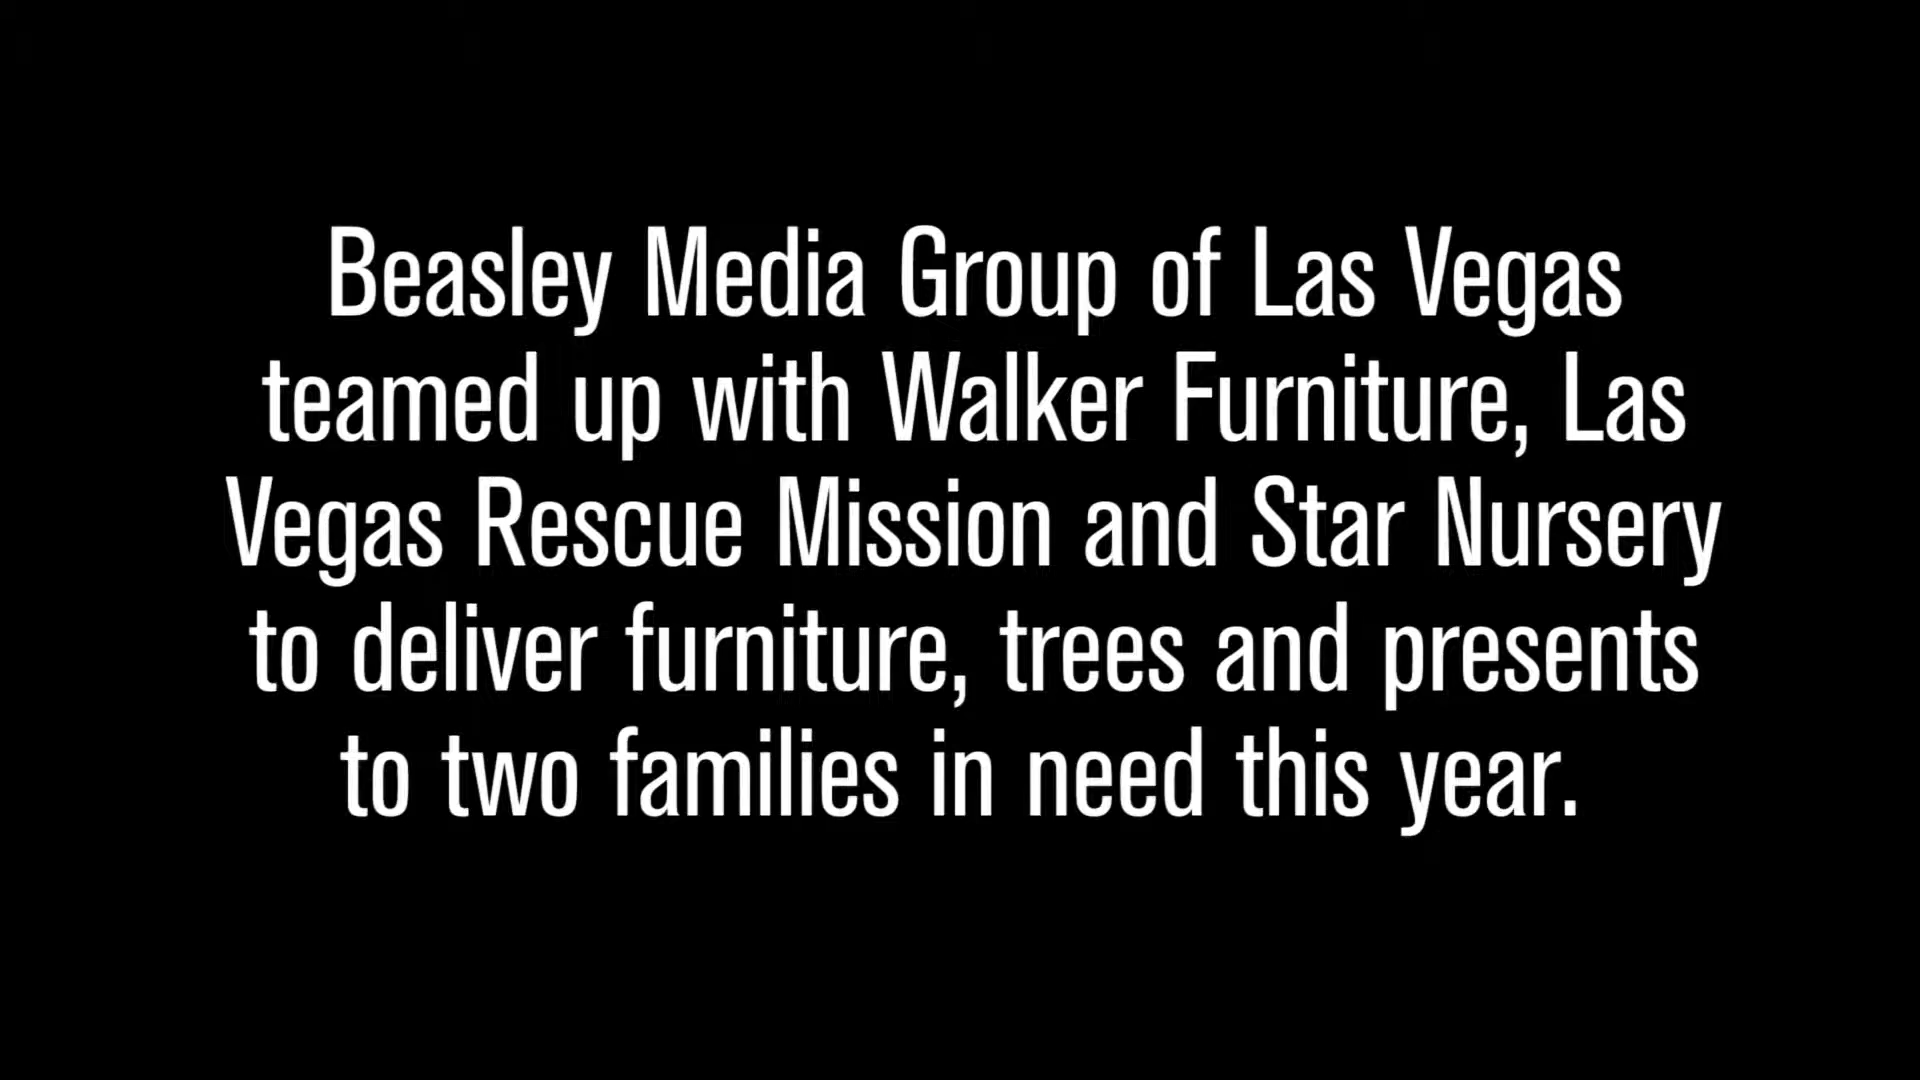 Beasley Media Group of Las Vegas
teamed up with Walker Furniture, Las
Vegas Rescue Mission and Star Nursery
to deliver furniture, trees and presents
to two families in need this year.